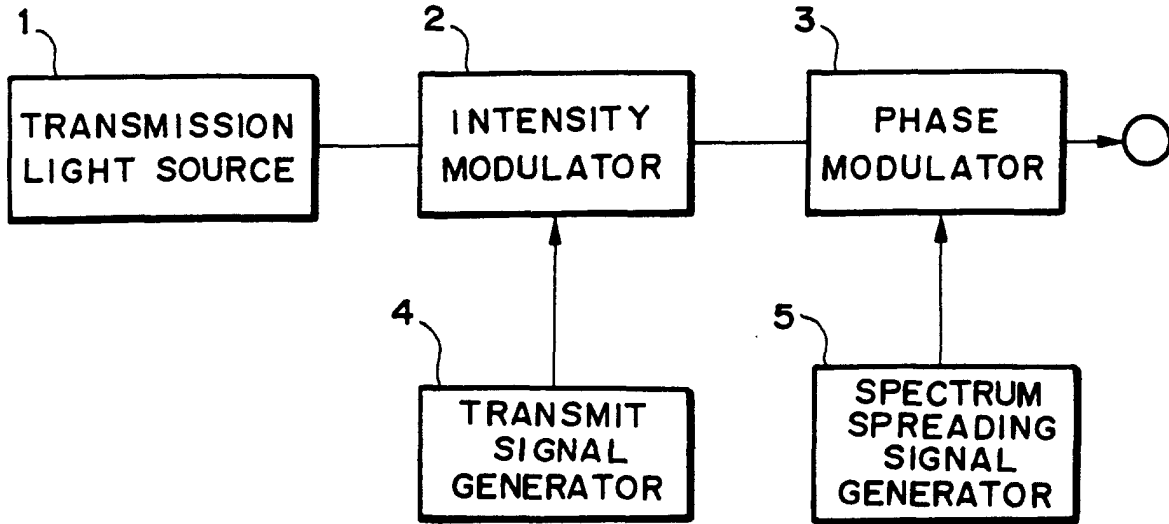 1
TRANSMISSION
LIGHT SOURCE
2
INTENSITY
MODULATOR
3
PHASE
MODULATOR
4
TRANSMIT
SIGNAL
GENERATOR
5
SPECTRUM
SPREADING
SIGNAL
GENERATOR